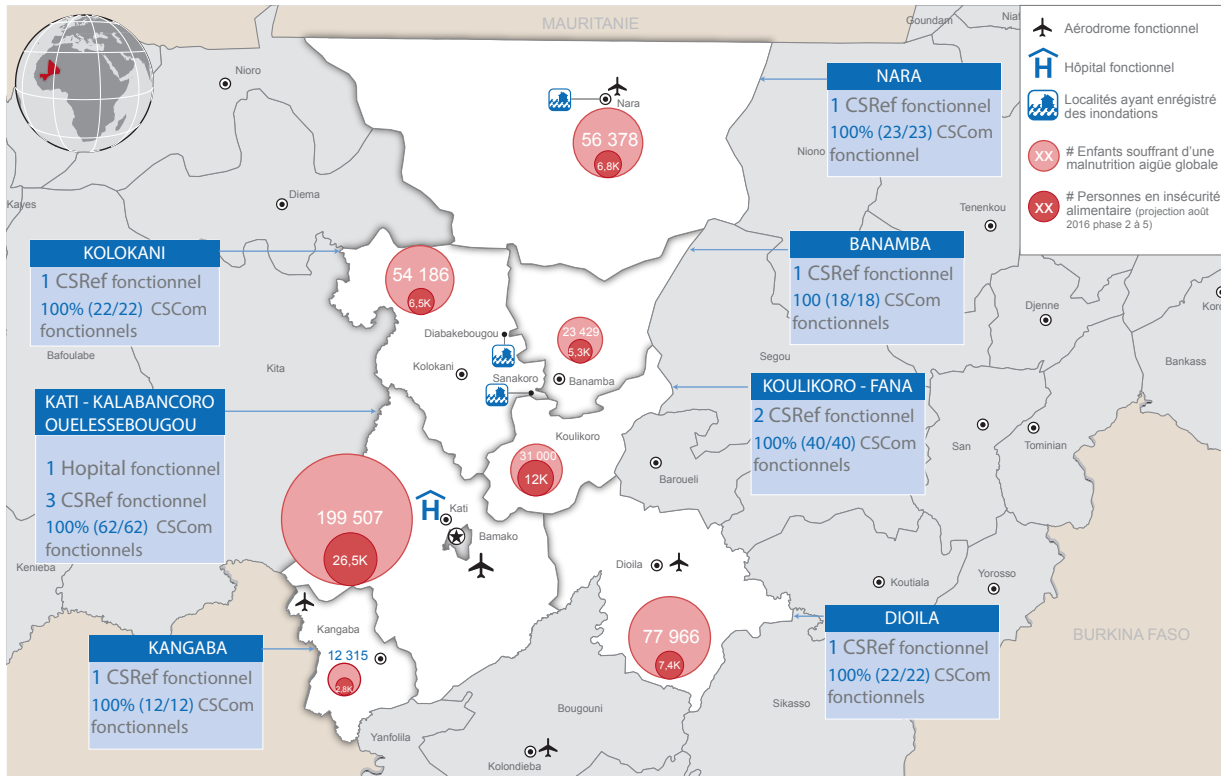 MAURITANIE
Goundam
Niaf
Nioro
Nara
56 378
6,8K
NARA
1 CSRef fonctionnel
100% (23/23) CSCom
fonctionnel
Niono
Aérodrome fonctionnel
H
Hôpital fonctionnel
Localités ayant enrégistré
des inondations
XX
# Enfants souffrant d'une
malnutrition aigüe globale
XX
# Personnes en insécurité
alimentaire (projection août
2016 phase 2 à 5)
Kayes
Diema
Tenenkou
KOLOKANI
1 CSRef fonctionnel
100% (22/22) CSCom
fonctionnels
54 186
6,5K
BANAMBA
1 CSRef fonctionnel
100 (18/18) CSCom
fonctionnels
Diabakebougou
23 429
5,3K
Djenne
Koro
Bafoulabe
Kita
Kolokani
Sanakoro
Banamba
Segou
Bankass
KATI - KALABANCORO
OUELESSEBOUGOU
1 Hopital fonctionnel
3 CSRef fonctionnel
100% (62/62) CSCom
fonctionnels
KOULIKORO - FANA
2 CSRef fonctionnel
100% (40/40) CSCom
fonctionnels
Koulikoro
31 000
12K
Baroueli
San
Tominian
199 507
26,5K
H
Kati
Bamako
Kenieba
Dioila
Koutiala
Yorosso
77 966
7,4K
DIOILA
1 CSRef fonctionnel
100% (22/22) CSCom
fonctionnels
BURKINA FASO
Kangaba
12 315
2,8K
KANGABA
1 CSRef fonctionnel
100% (12/12) CSCom
fonctionnels
Bougouni
Sikasso
Yanfolila
Kolondieba